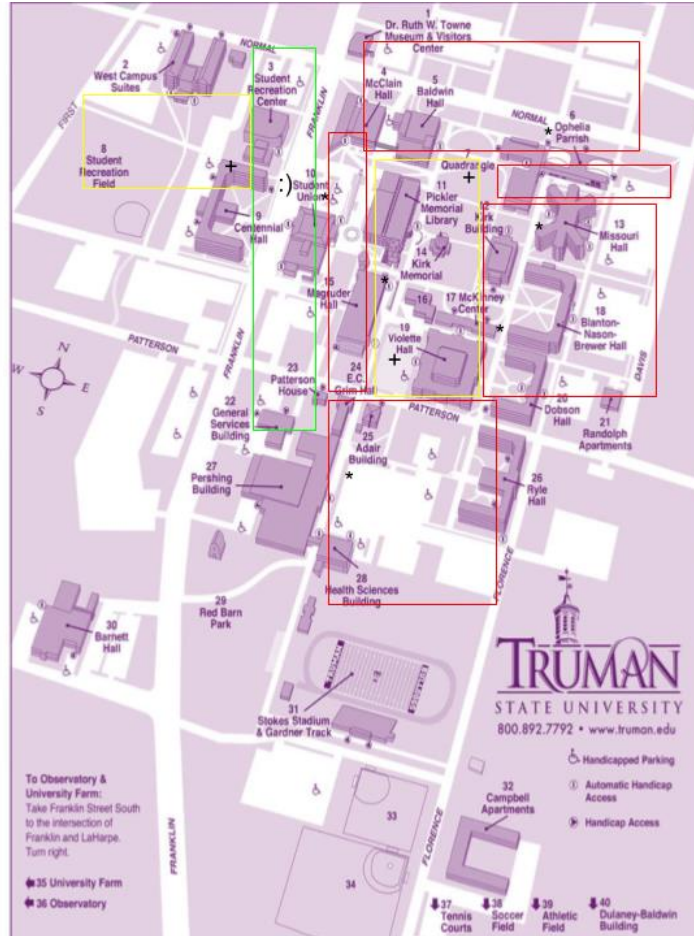 1
Dr. Ruth W. Towne
Museum & Visitors
Center
2
West Campus
Suites
NORMAL
3
Student
Recreation
Center
FRANKLIN
4
McClain
Hall
5
Baldwin
Hall
NORMAL
6
Ophelia
Parrish
*
FIRST
8
Student
Recreation
Field
+
:)
10
Student
Union
*
7
Quadrangle
+
11
Pickler
Memorial
Library
12
Kirk
Building
*
13
Missouri
Hall
9
Centennial
Hall
14
Kirk
Memorial
*
15
Magruder
Hall
16
17 McKinney
Center
*
18
Blanton-
Nason-
Brewer Hall
PATTERSON
FRANKLIN
19
Violette
Hall
+
DAVIS
N
W
E
S
23
Patterson
House
24
E.C.
Grim Hall
PATTERSON
20
Dobson
Hall
21
Randolph
Apartments
22
General
Services
Building
25
Adair
Building
*
27
Pershing
Building
26
Ryle
Hall
FLORENCE
28
Health Sciences
Building
29
Red Barn
Park
30
Barnett
Hall
TRUMAN
BULLDOGS
31
Stokes Stadium
& Gardner Track
TRUMAN
STATE UNIVERSITY
800.892.7792 • www.truman.edu
Handicapped Parking
Automatic Handicap
Access
Handicap Access
To Observatory &
University Farm:
Take Franklin Street South
to the intersection of
Franklin and LaHarpe.
Turn right.
35 University Farm
36 Observatory
FRANKLIN
33
34
FLORENCE
32
Campbell
Apartments
37
Tennis
Courts
38
Soccer
Field
39
Athletic
Field
40
Dulaney-Baldwin
Building